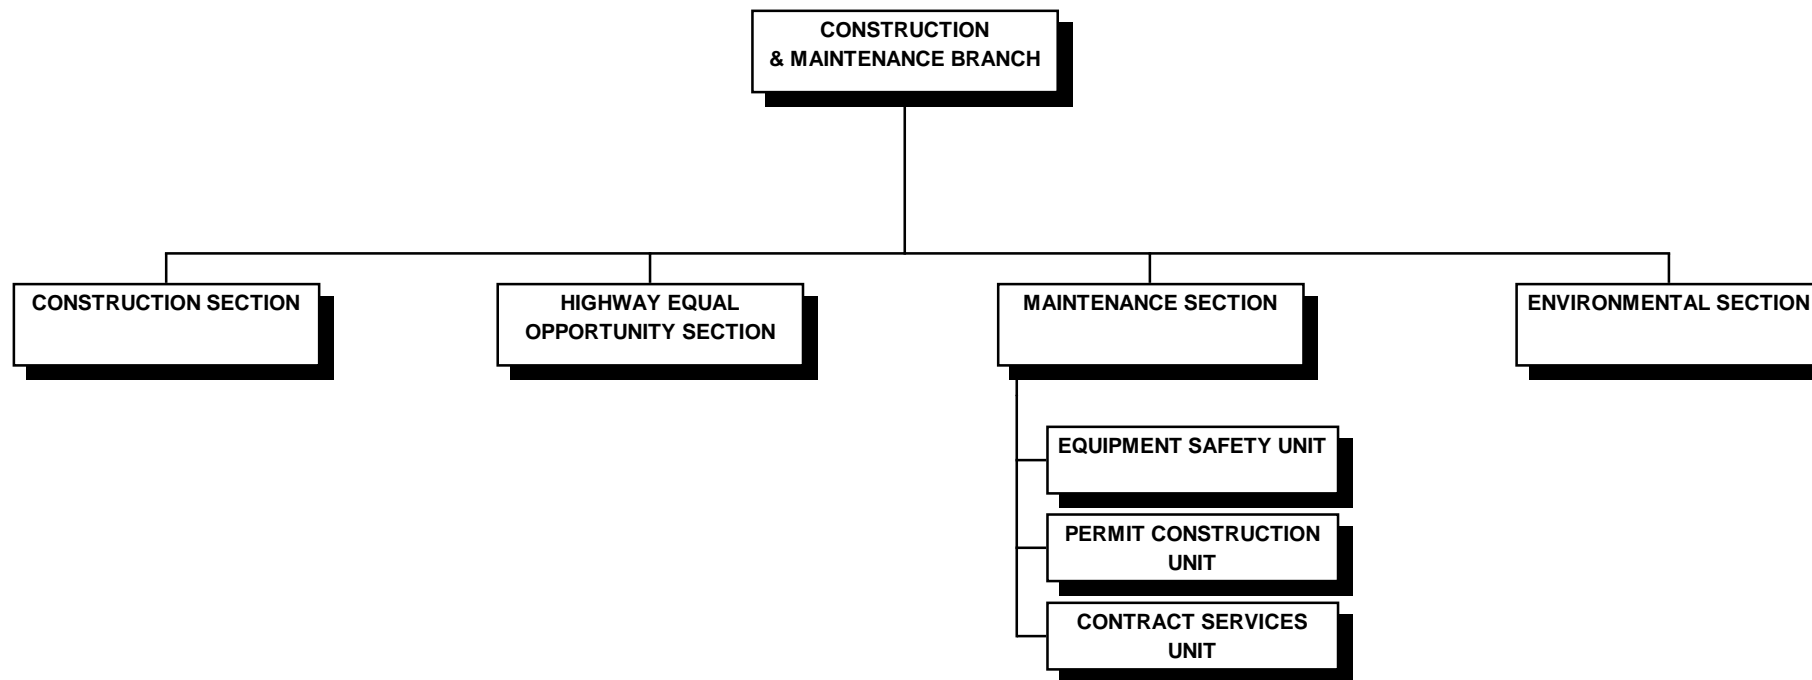 CONSTRUCTION
& MAINTENANCE BRANCH
CONSTRUCTION SECTION
HIGHWAY EQUAL
OPPORTUNITY SECTION
MAINTENANCE SECTION
ENVIRONMENTAL SECTION
EQUIPMENT SAFETY UNIT
PERMIT CONSTRUCTION
UNIT
CONTRACT SERVICES
UNIT